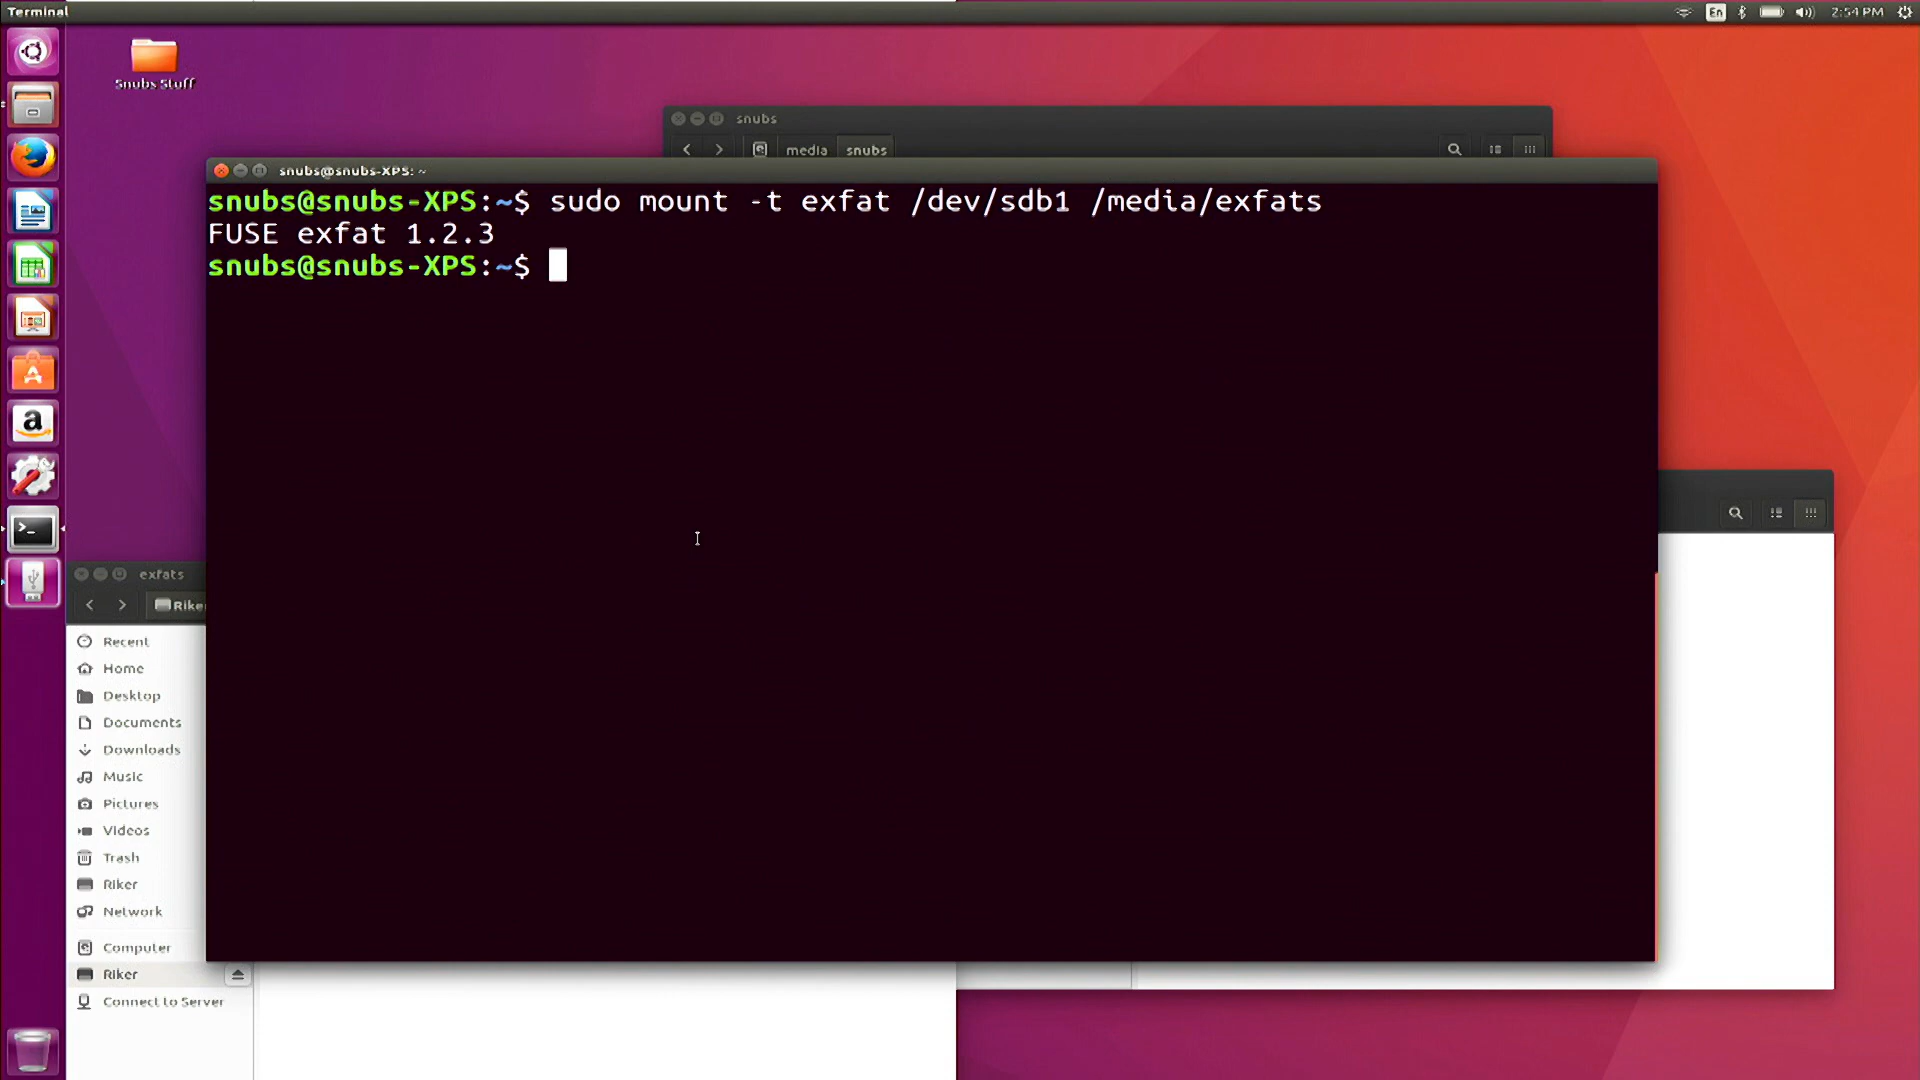 Terminal
En
2:54 PM
Snubs Stuff
snubs
media
snubs
snubs@snubs-XPS: ~
snubs@snubs-XPS:~$ sudo mount -t exfat /dev/sdb1 /media/exfats
FUSE exfat 1.2.3
snubs@snubs-XPS:~$
exfats
Riker
Recent
Home
Desktop
Documents
Downloads
Music
Pictures
Videos
Trash
Riker
Network
Computer
Riker
Connect to Server